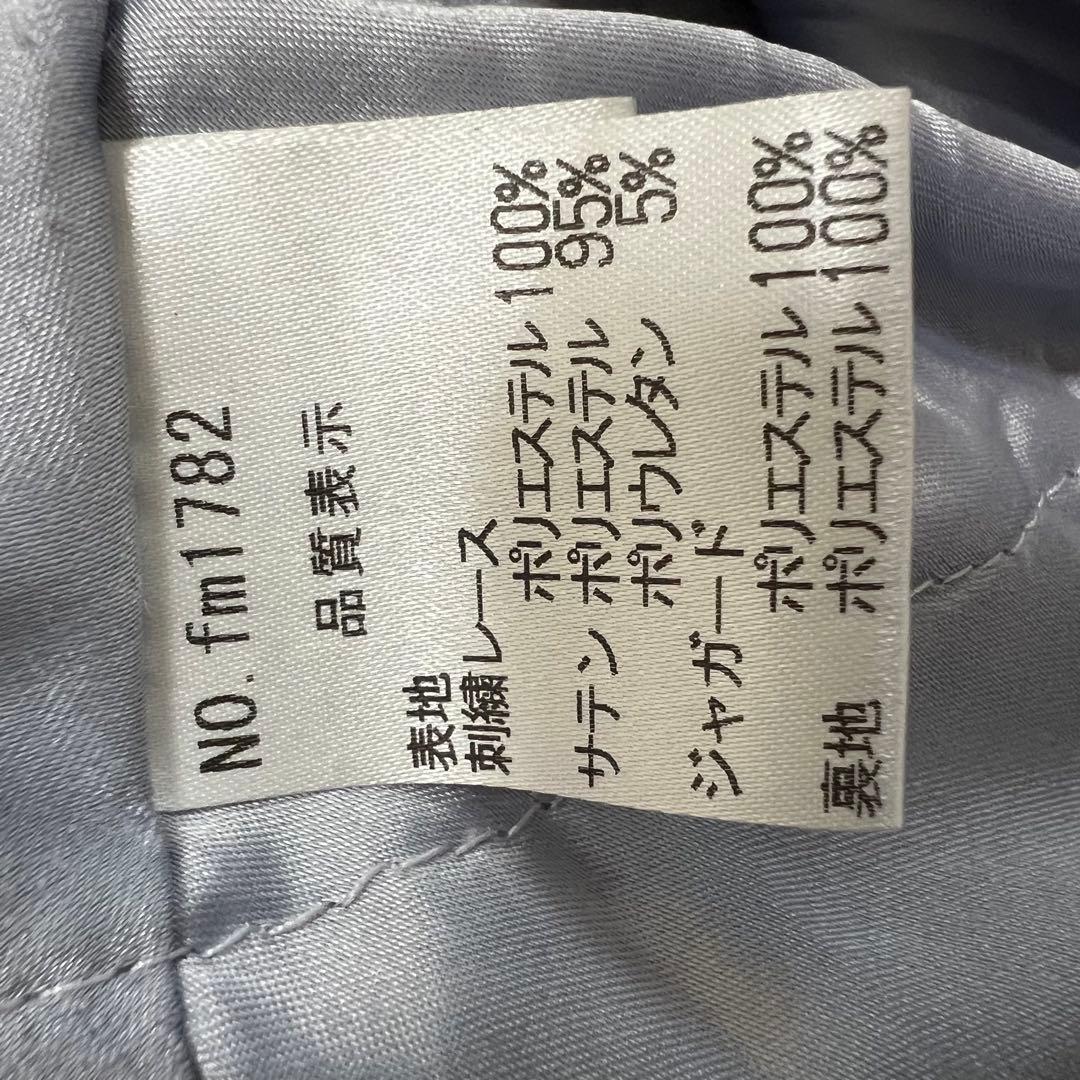 NO.fm1782
品質表示
表地
刺繍レース
ポリエステル 100%
サテン ポリエステル 95%
ポリウレタン 5%
ジャガード
ポリエステル 100%
裏地 ポリエステル 100%